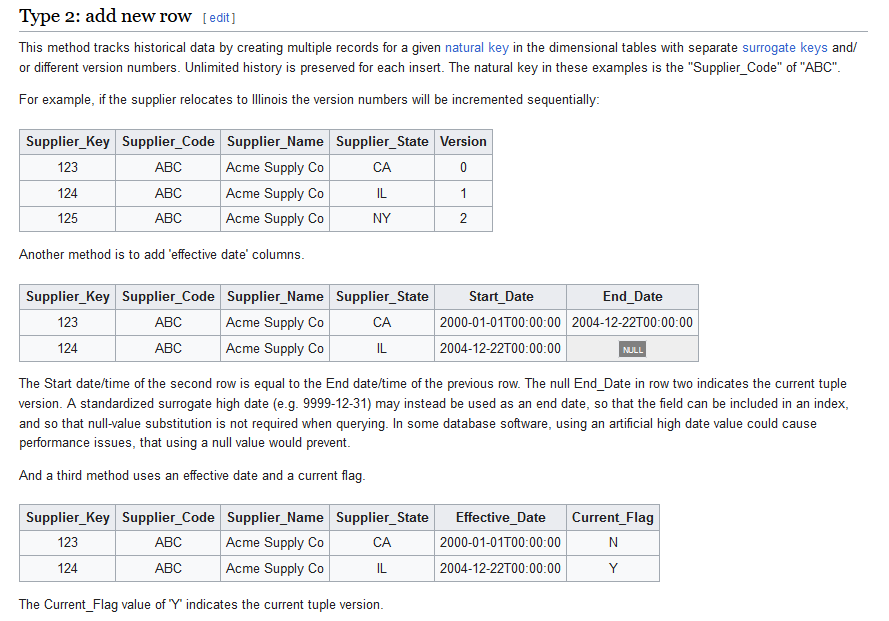 Type 2: add new row [ edit ]
This method tracks historical data by creating multiple records for a given natural key in the dimensional tables with separate surrogate keys and/
or different version numbers. Unlimited history is preserved for each insert. The natural key in these examples is the "Supplier_Code" of "ABC".
For example, if the supplier relocates to Illinois the version numbers will be incremented sequentially:
Supplier_Key Supplier_Code Supplier_Name Supplier_State Version
123 ABC Acme Supply Co CA 0
124 ABC Acme Supply Co IL 1
125 ABC Acme Supply Co NY 2
Another method is to add 'effective date' columns.
Supplier_Key Supplier_Code Supplier_Name Supplier_State Start_Date End_Date
123 ABC Acme Supply Co CA 2000-01-01T00:00:00 2004-12-22T00:00:00
124 ABC Acme Supply Co IL 2004-12-22T00:00:00 NULL
The Start date/time of the second row is equal to the End date/time of the previous row. The null End_Date in row two indicates the current tuple
version. A standardized surrogate high date (e.g. 9999-12-31) may instead be used as an end date, so that the field can be included in an index,
and so that null-value substitution is not required when querying. In some database software, using an artificial high date value could cause
performance issues, that using a null value would prevent.
And a third method uses an effective date and a current flag.
Supplier_Key Supplier_Code Supplier_Name Supplier_State Effective_Date Current_Flag
123 ABC Acme Supply Co CA 2000-01-01T00:00:00 N
124 ABC Acme Supply Co IL 2004-12-22T00:00:00 Y
The Current_Flag value of 'Y' indicates the current tuple version.